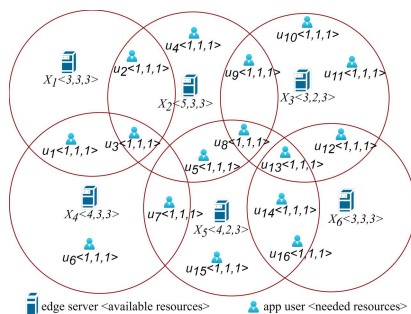 u10<1,1,1>
u4<1,1,1>
u2<1,1,1>
u9<1,1,1>
u11<1,1,1>
X1<3,3,3>
X2<5,3,3>
X3<3,2,3>
u1<1,1,1>
u3<1,1,1>
u8<1,1,1>
u12<1,1,1>
u5<1,1,1>
u13<1,1,1>
X4<4,3,3>
u7<1,1,1>
X5<4,2,3>
u14<1,1,1>
X6<3,3,3>
u6<1,1,1>
u15<1,1,1>
u16<1,1,1>
edge server <available resources> app user <needed resources>